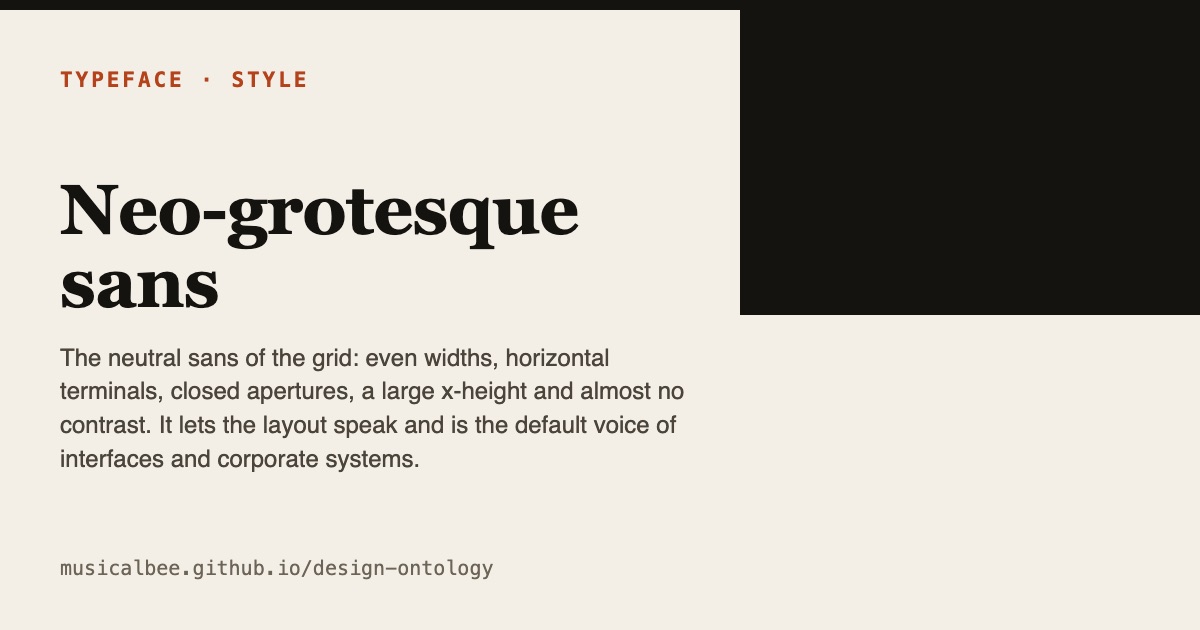 TYPEFACE · STYLE
Neo-grotesque
sans
The neutral sans of the grid: even widths, horizontal
terminals, closed apertures, a large x-height and almost no
contrast. It lets the layout speak and is the default voice of
interfaces and corporate systems.
musicalbee.github.io/design-ontology